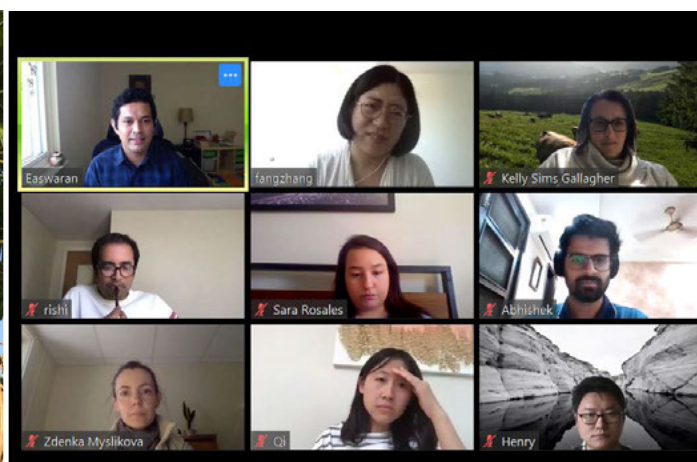 Easwaran
fangzhang
Kelly Sims Gallagher
rishi
Sara Rosales
Abhishek
Zdenka Myslikova
Qi
Henry